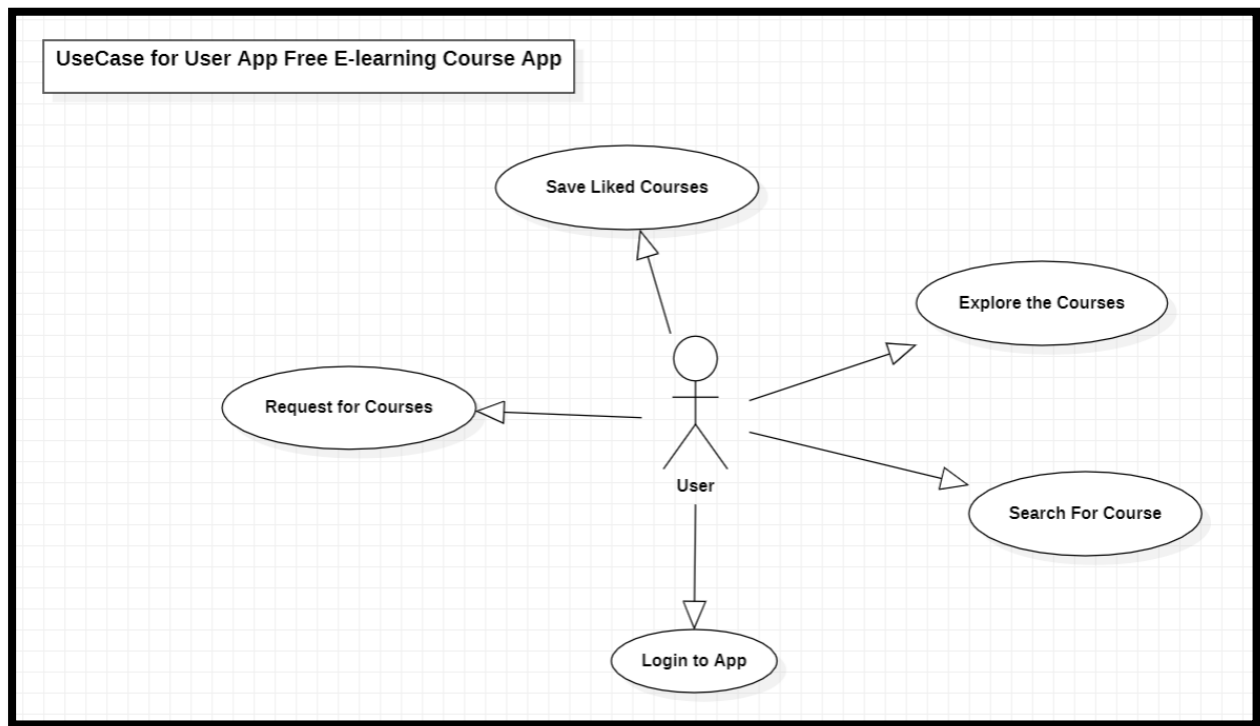 UseCase for User App Free E-learning Course App
Save Liked Courses
Explore the Courses
Request for Courses
User
Search For Course
Login to App